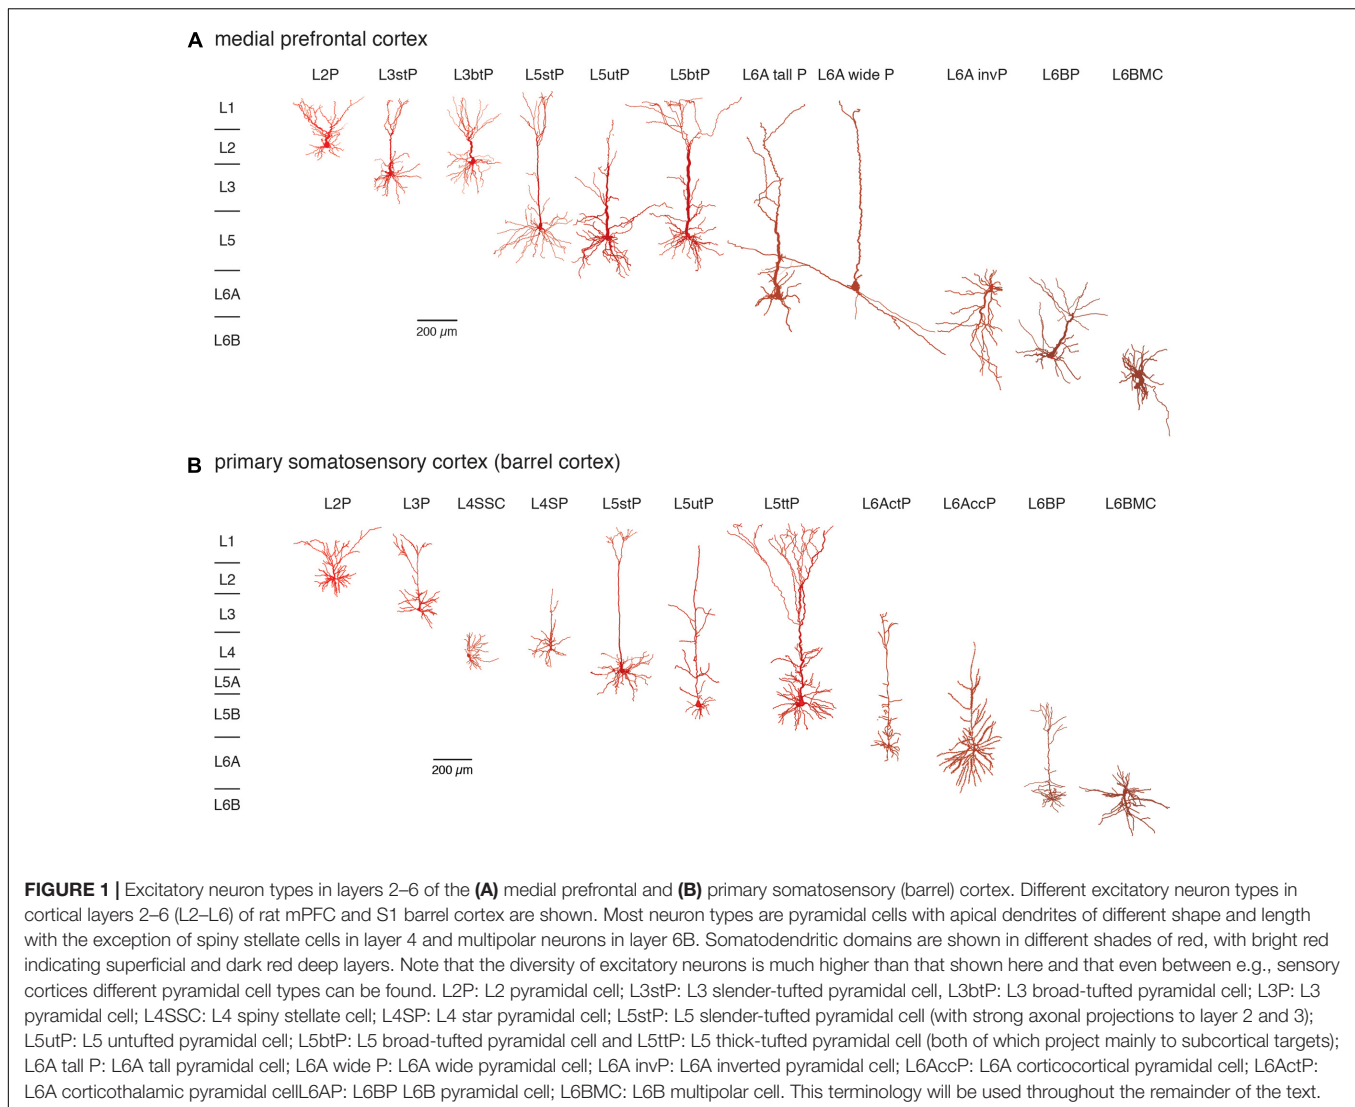 A medial prefrontal cortex
L2P L3stP L3btP L5stP L5utP L5btP L6A tall P L6A wide P L6A invP L6BP L6BMC
L1
L2
L3
L5
L6A
L6B
200 µm
B primary somatosensory cortex (barrel cortex)
L2P L3P L4SSC L4SP L5stP L5utP L5ttP L6ActP L6AccP L6BP L6BMC
L1
L2
L3
L4
L5A
L5B
L6A
L6B
200 µm
FIGURE 1 | Excitatory neuron types in layers 2–6 of the (A) medial prefrontal and (B) primary somatosensory (barrel) cortex. Different excitatory neuron types in
cortical layers 2–6 (L2–L6) of rat mPFC and S1 barrel cortex are shown. Most neuron types are pyramidal cells with apical dendrites of different shape and length
with the exception of spiny stellate cells in layer 4 and multipolar neurons in layer 6B. Somatodendritic domains are shown in different shades of red, with bright red
indicating superficial and dark red deep layers. Note that the diversity of excitatory neurons is much higher than that shown here and that even between e.g., sensory
cortices different pyramidal cell types can be found. L2P: L2 pyramidal cell; L3stP: L3 slender-tufted pyramidal cell, L3btP: L3 broad-tufted pyramidal cell; L3P: L3
pyramidal cell; L4SSC: L4 spiny stellate cell; L4SP: L4 star pyramidal cell; L5stP: L5 slender-tufted pyramidal cell (with strong axonal projections to layer 2 and 3);
L5utP: L5 untufted pyramidal cell; L5btP: L5 broad-tufted pyramidal cell and L5ttP: L5 thick-tufted pyramidal cell (both of which project mainly to subcortical targets);
L6A tall P: L6A tall pyramidal cell; L6A wide P: L6A wide pyramidal cell; L6A invP: L6A inverted pyramidal cell; L6AccP: L6A corticocortical pyramidal cell; L6ActP:
L6A corticothalamic pyramidal cellL6AP: L6BP L6B pyramidal cell; L6BMC: L6B multipolar cell. This terminology will be used throughout the remainder of the text.